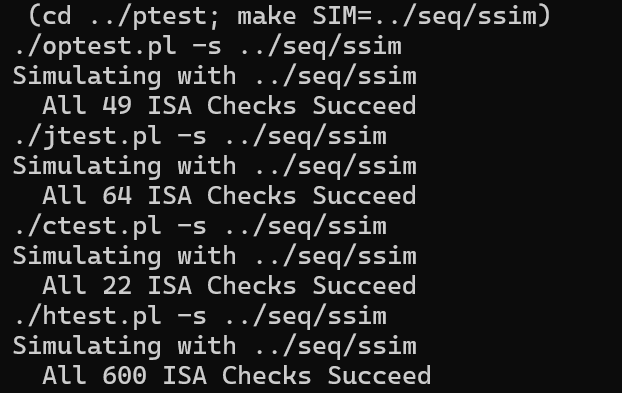 (cd ../ptest; make SIM=../seq/ssim)
./optest.pl -s ../seq/ssim
Simulating with ../seq/ssim
  All 49 ISA Checks Succeed
./jtest.pl -s ../seq/ssim
Simulating with ../seq/ssim
  All 64 ISA Checks Succeed
./ctest.pl -s ../seq/ssim
Simulating with ../seq/ssim
  All 22 ISA Checks Succeed
./htest.pl -s ../seq/ssim
Simulating with ../seq/ssim
  All 600 ISA Checks Succeed